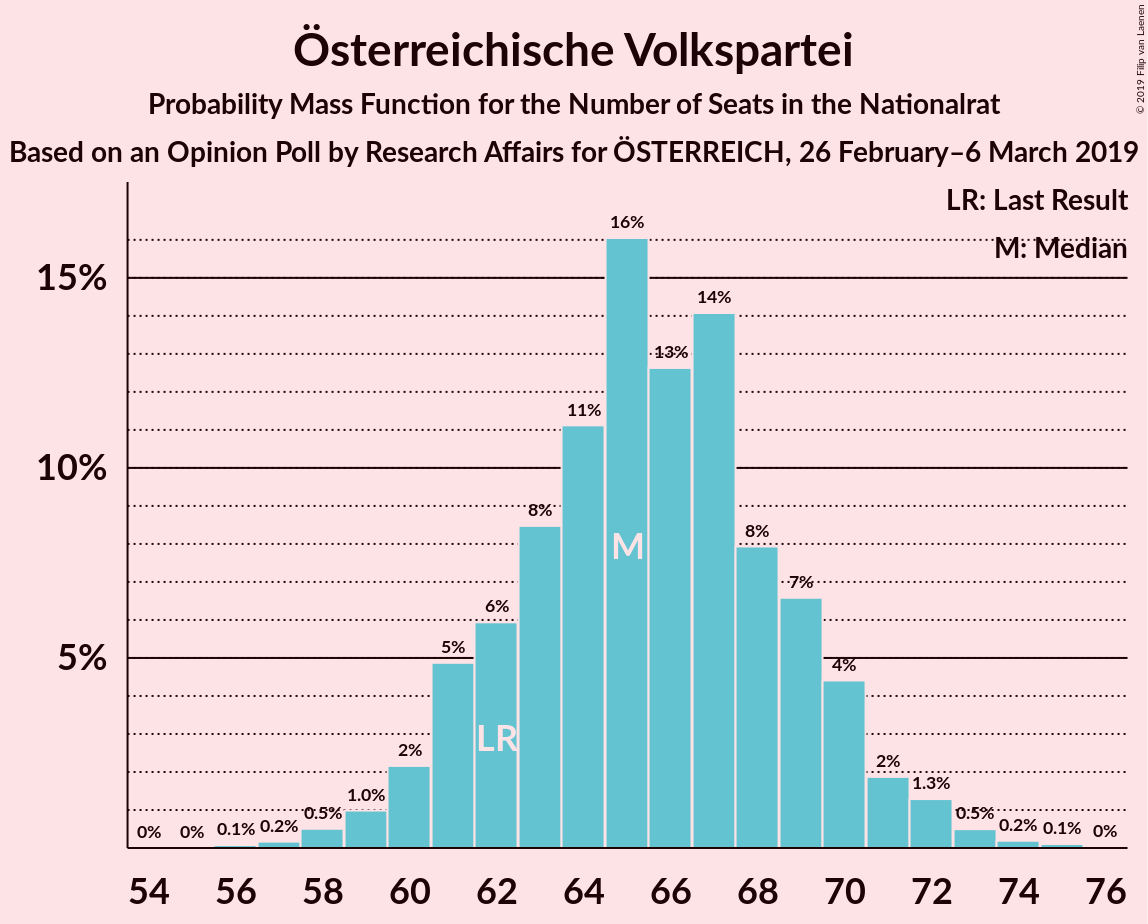 Österreichische Volkspartei
Probability Mass Function for the Number of Seats in the Nationalrat
Based on an Opinion Poll by Research Affairs for ÖSTERREICH, 26 February–6 March 2019
© 2019 Filip van Laenen
LR: Last Result
M: Median
15%
10%
5%
0% 0% 0.1% 0.2% 0.5% 1.0% 2% 5% 6% 8% 11% 16% 13% 14% 8% 7% 4% 2% 1.3% 0.5% 0.2% 0.1% 0%
LR
M
54 56 58 60 62 64 66 68 70 72 74 76